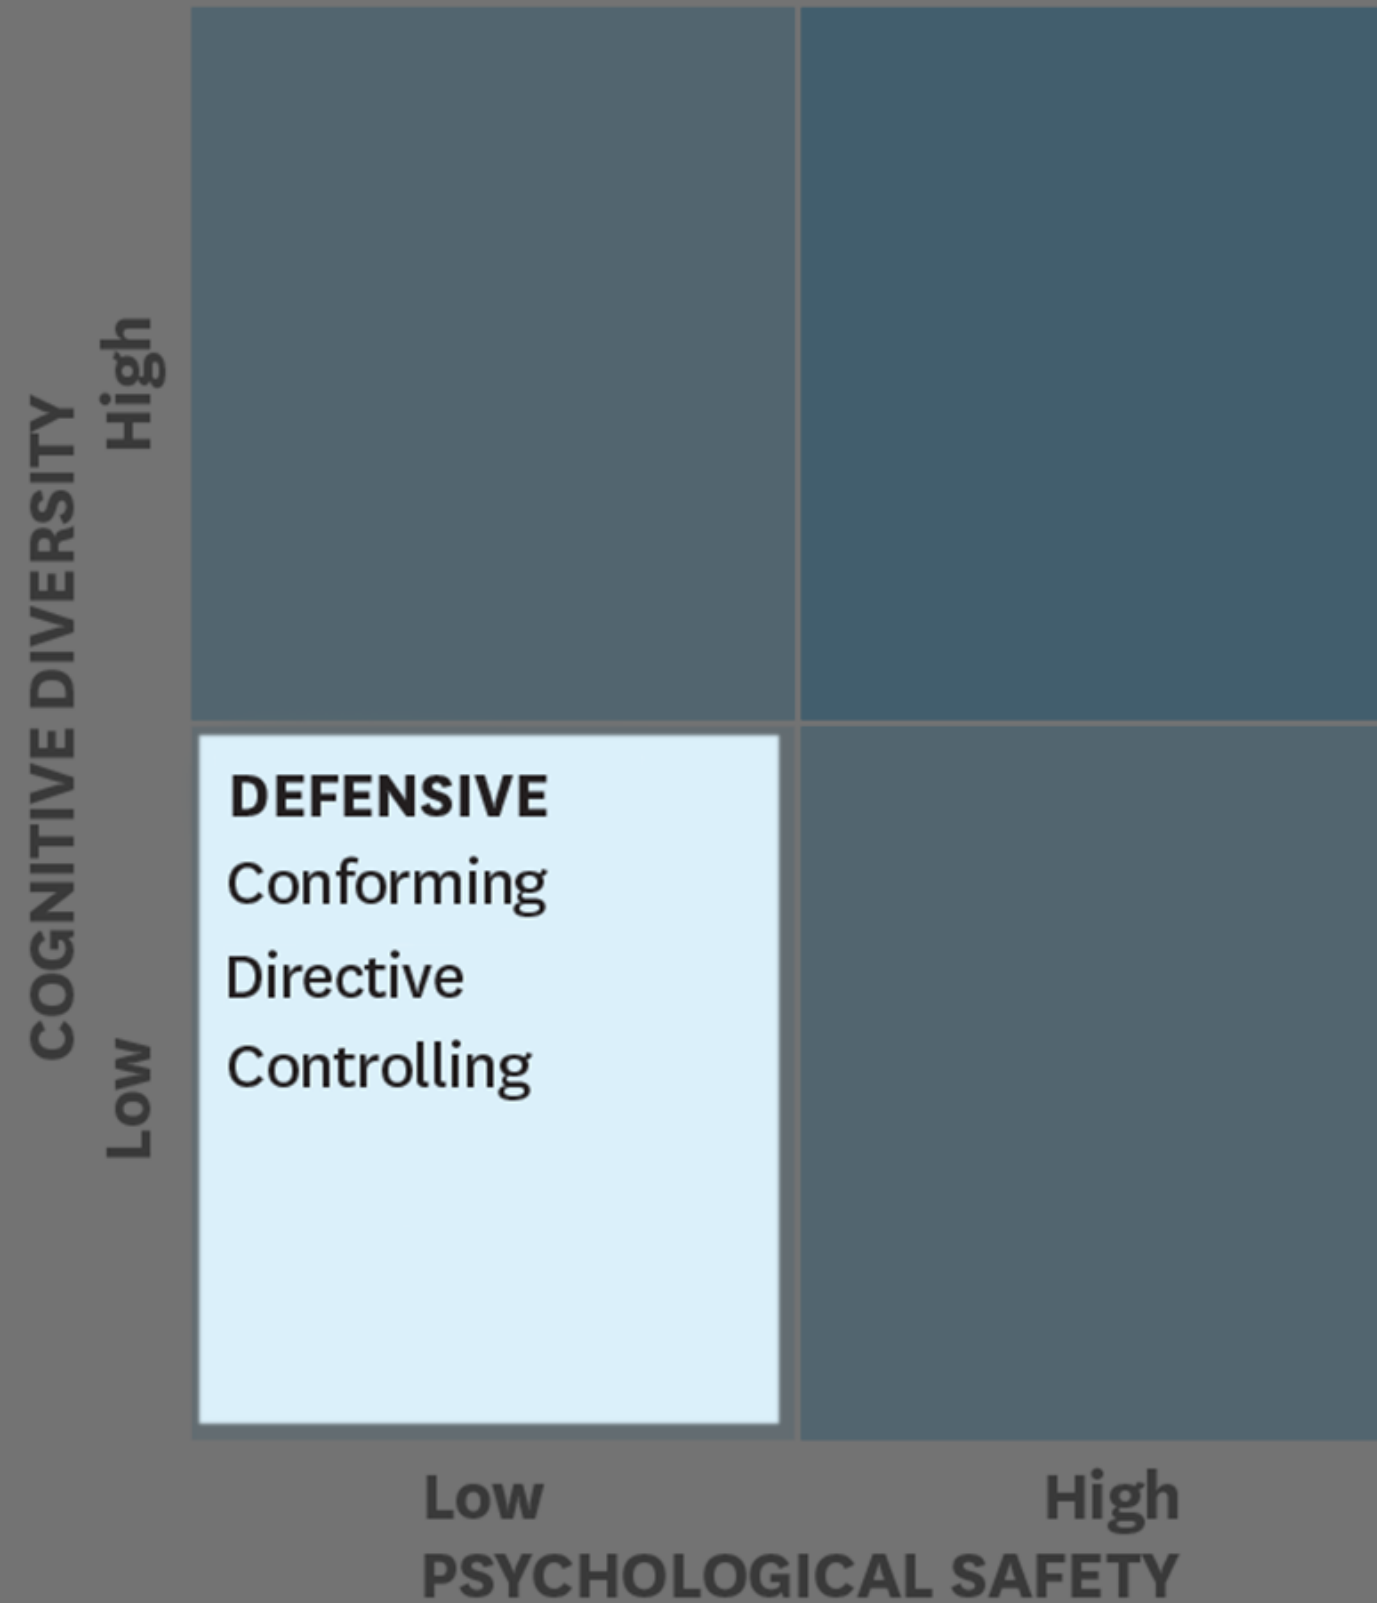 COGNITIVE DIVERSITY
High
Low
DEFENSIVE
Conforming
Directive
Controlling
Low
High
PSYCHOLOGICAL SAFETY